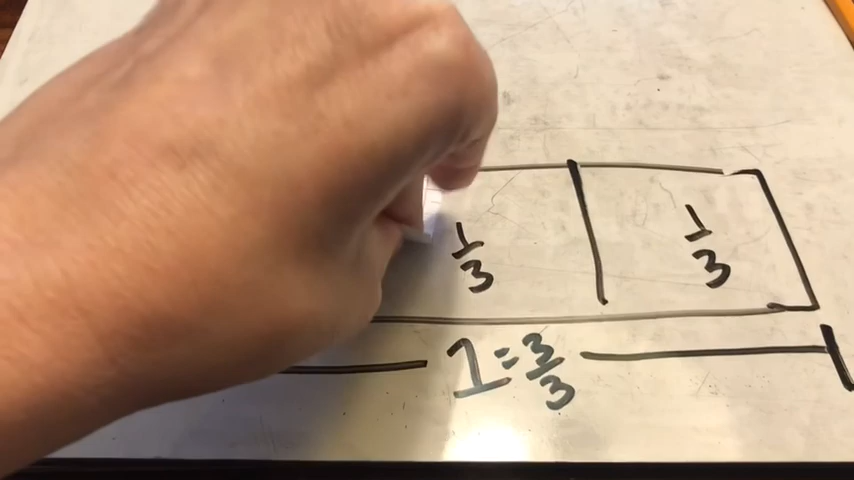 1/3 1/3
1 = 3/3